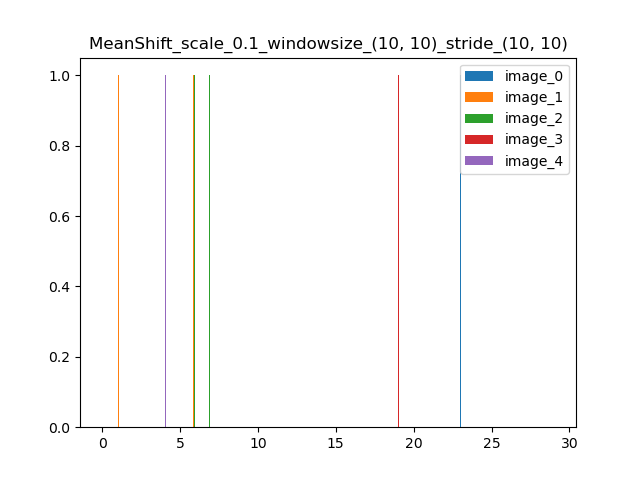 MeanShift_scale_0.1_windowsize_(10, 10)_stride_(10, 10)
1.0
0.8
0.6
0.4
0.2
0.0
image_0
image_1
image_2
image_3
image_4
0 5 10 15 20 25 30